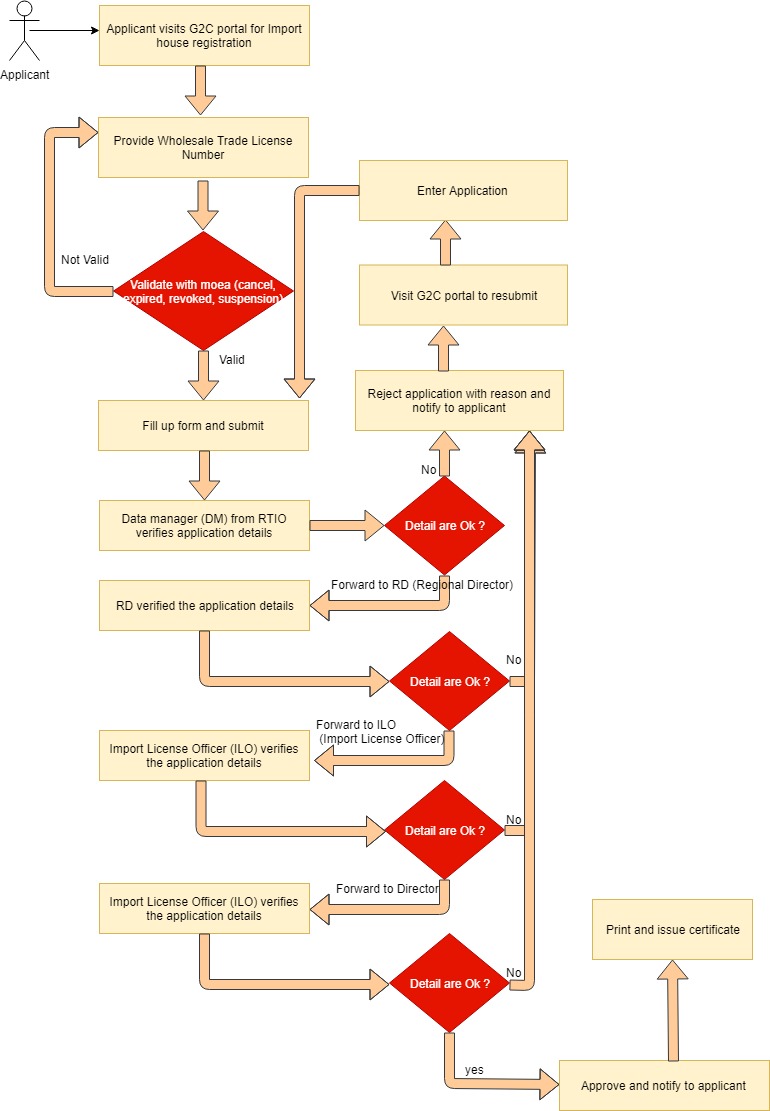 Applicant visits G2C portal for Import
house registration
Applicant
Provide Wholesale Trade License
Number
Enter Application
Not Valid
Validate with moea (cancel,
expired, revoked, suspension)
Visit G2C portal to resubmit
Valid
Reject application with reason and
notify to applicant
Fill up form and submit
No
Data manager (DM) from RTIO
verifies application details
Detail are Ok ?
Forward to RD (Regional Director)
RD verified the application details
No
Detail are Ok ?
Forward to ILO
(Import License Officer)
Import License Officer (ILO) verifies
the application details
No
Detail are Ok ?
Forward to Director
Import License Officer (ILO) verifies
the application details
Print and issue certificate
No
Detail are Ok ?
yes
Approve and notify to applicant